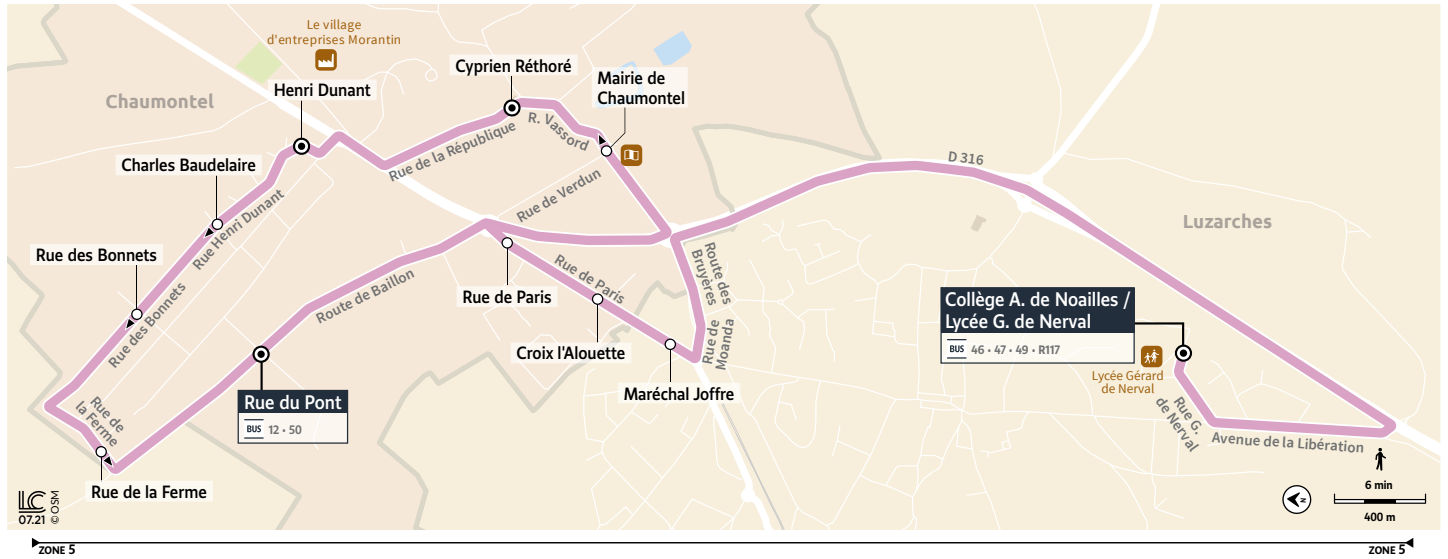 Le village
d'entreprises Morantin
Chaumontel
Henri Dunant
Cyprien Réthoré
Mairie de
Chaumontel
R. Vassord
Rue de la République
Charles Baudelaire
Rue Henri Dunant
Rue de Verdun
D 316
Luzarches
Rue des Bonnets
Rue des Bonnets
Route de Baillon
Rue de Paris
Rue de Paris
Croix l'Alouette
Route des
Bruyères
Rue de
Moanda
Maréchal Joffre
Collège A. de Noailles /
Lycée G. de Nerval
BUS 46 • 47 • 49 • R117
Lycée Gérard
de Nerval
Rue G.
de Nerval
Avenue de la Libération
Rue de
la Ferme
Rue du Pont
BUS 12 • 50
Rue de la Ferme
LC
07.21
© OSM
N
6 min
400 m
ZONE 5
ZONE 5